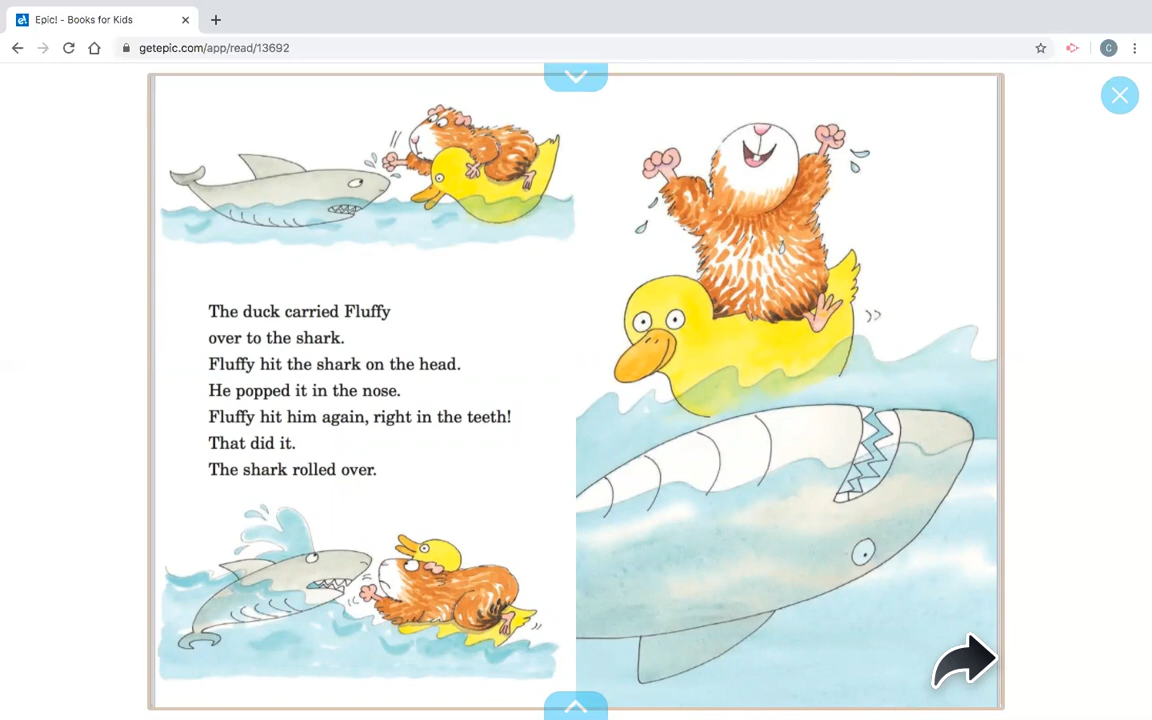 Epic! - Books for Kids
getepic.com/app/read/13692
C
The duck carried Fluffy
over to the shark.
Fluffy hit the shark on the head.
He popped it in the nose.
Fluffy hit him again, right in the teeth!
That did it.
The shark rolled over.